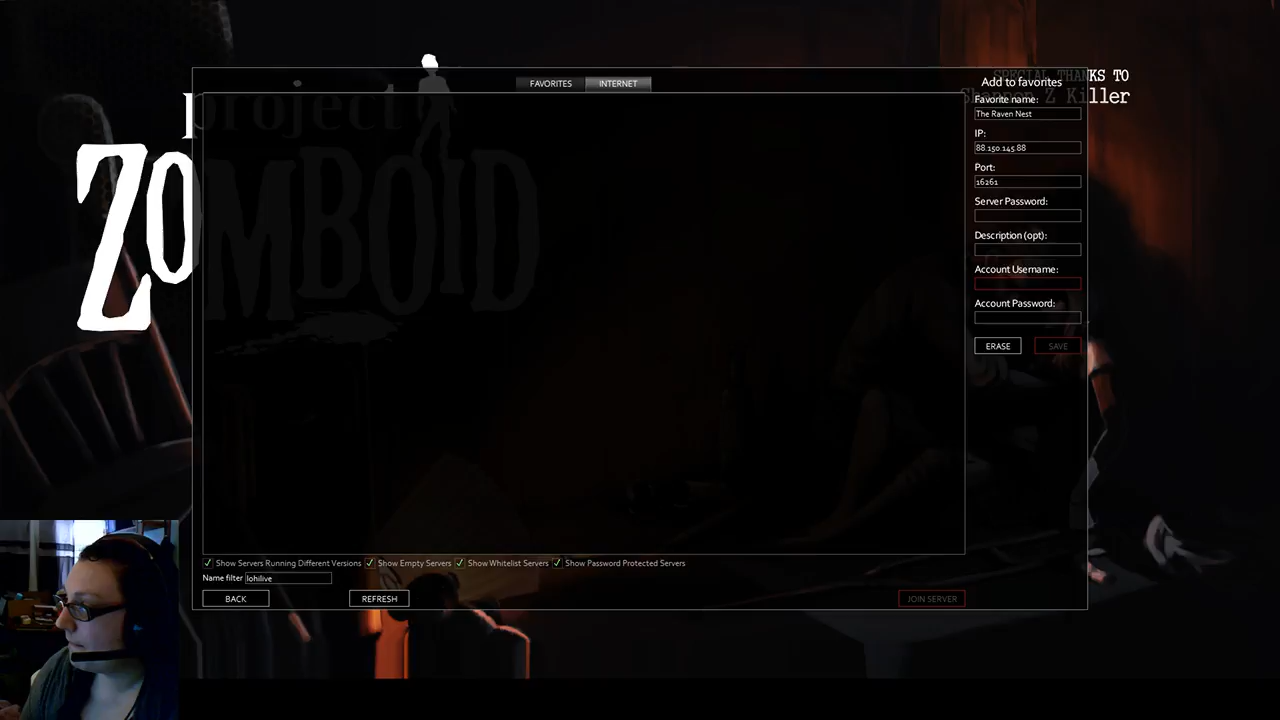 project
ZOMBOID
SPECIAL THANKS TO
Shannon Z Killer
FAVORITES
INTERNET
Add to favorites
Favorite name:
The Raven Nest
IP:
88.150.145.88
Port:
16261
Server Password:
Description (opt):
Account Username:
Account Password:
ERASE
SAVE
Show Servers Running Different Versions
Show Empty Servers
Show Whitelist Servers
Show Password Protected Servers
Name filter
lohilive
BACK
REFRESH
JOIN SERVER